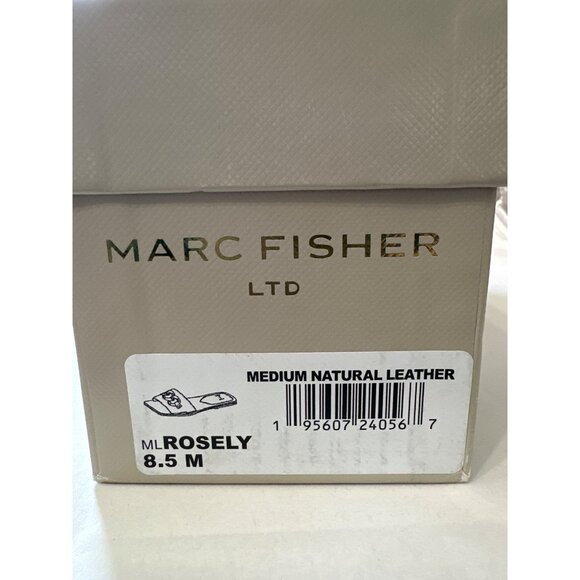 MARC FISHER
LTD
MEDIUM NATURAL LEATHER
1 95607 24056 7
MLROSELY
8.5 M